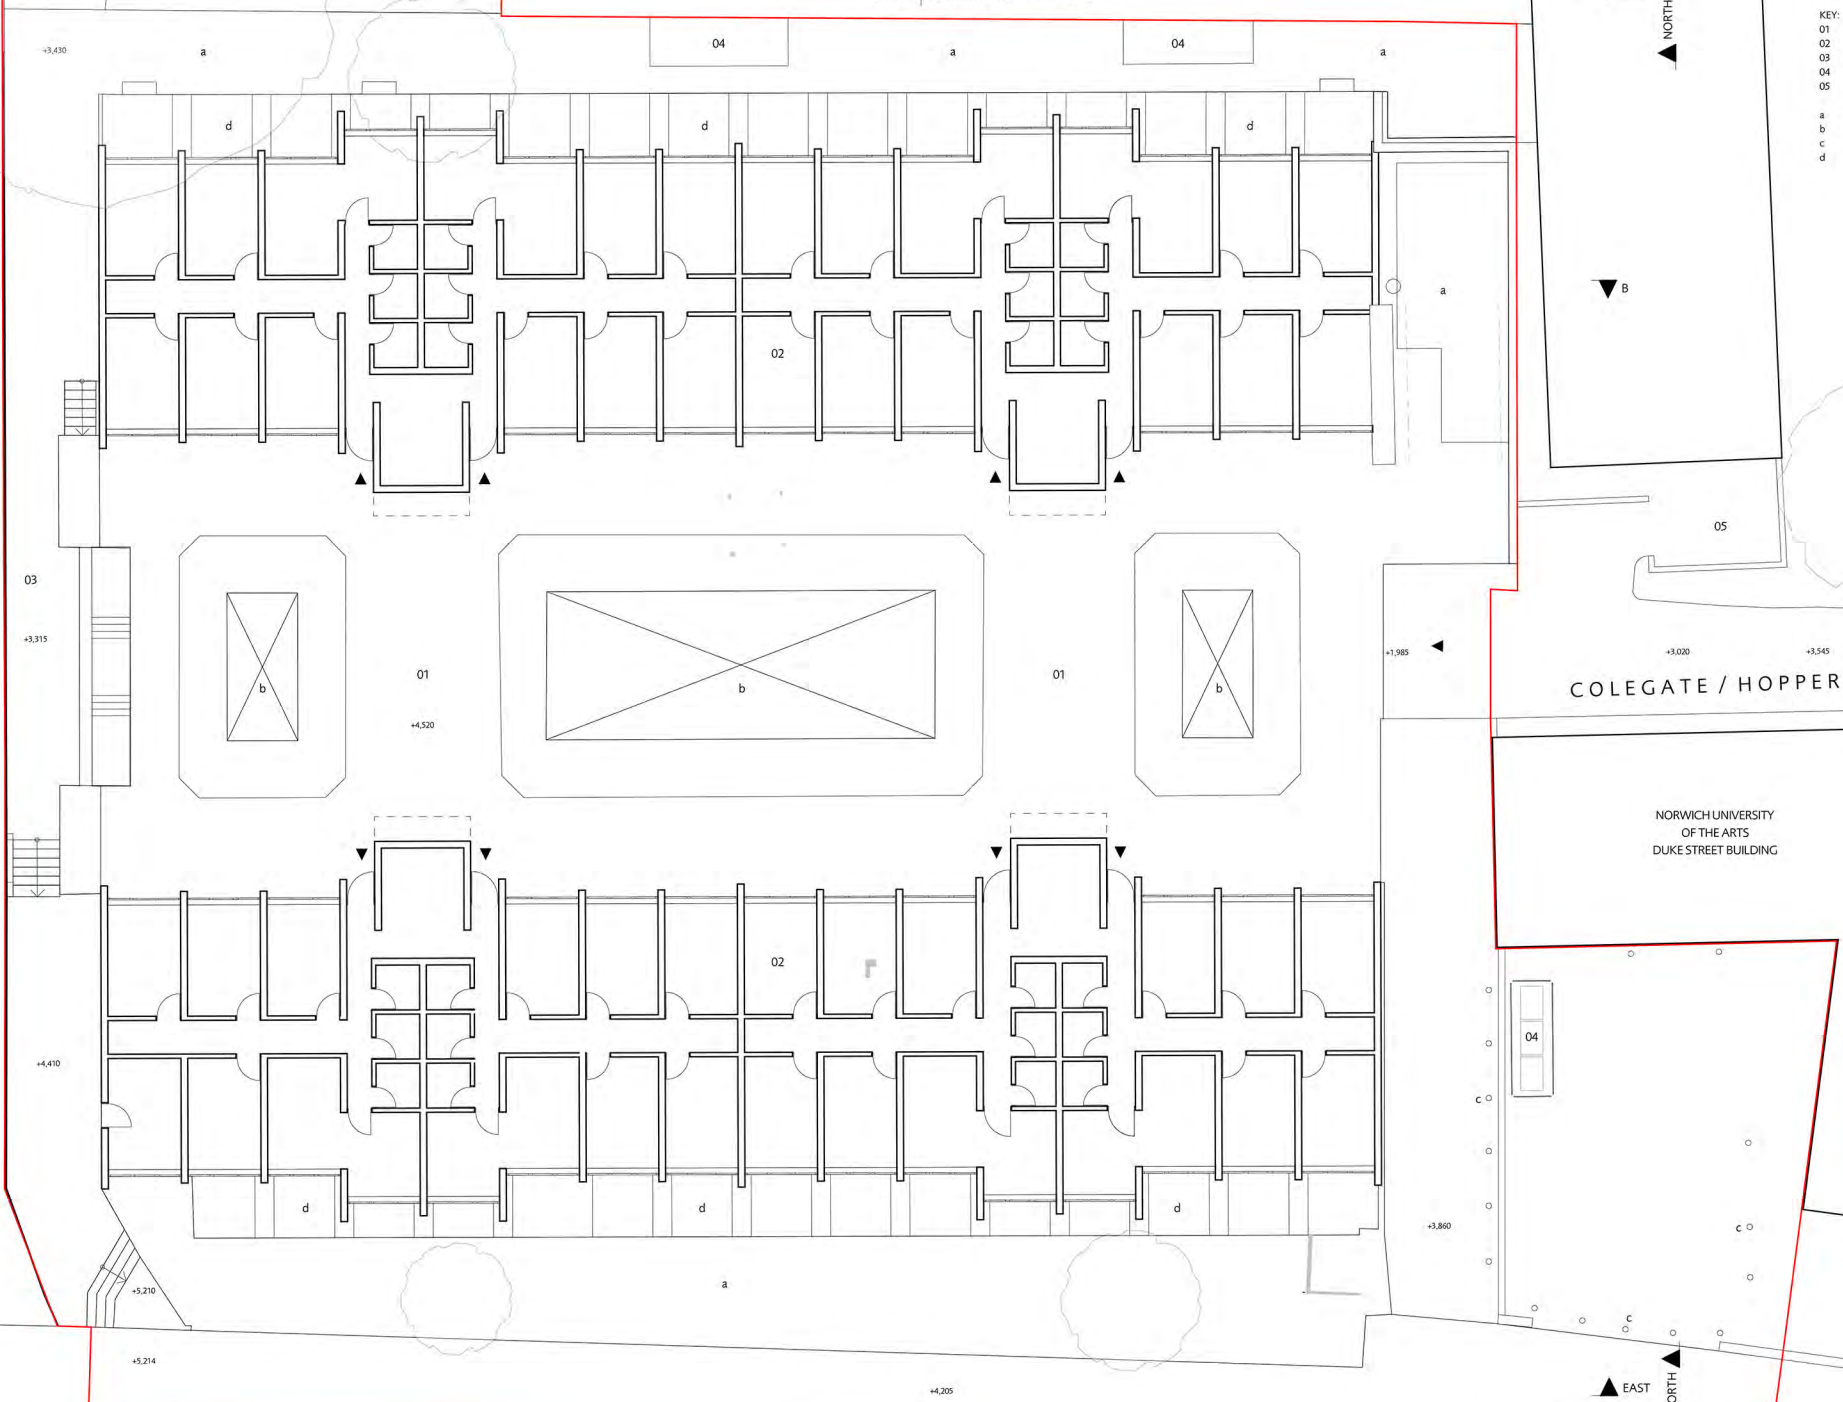 NORTH
KEY:
01
02
03
04
05
a
b
c
d
+3,430
a
04
a
04
a
d
d
d
a
B
02
05
03
+3,315
01
01
b
b
b
+4,520
+1,985
+3,020
+3,545
COLEGATE / HOPPER
NORWICH UNIVERSITY
OF THE ARTS
DUKE STREET BUILDING
02
04
+4,410
c
d
d
d
+3,860
c
a
+5,210
c
+5,214
+4,205
EAST
ORTH